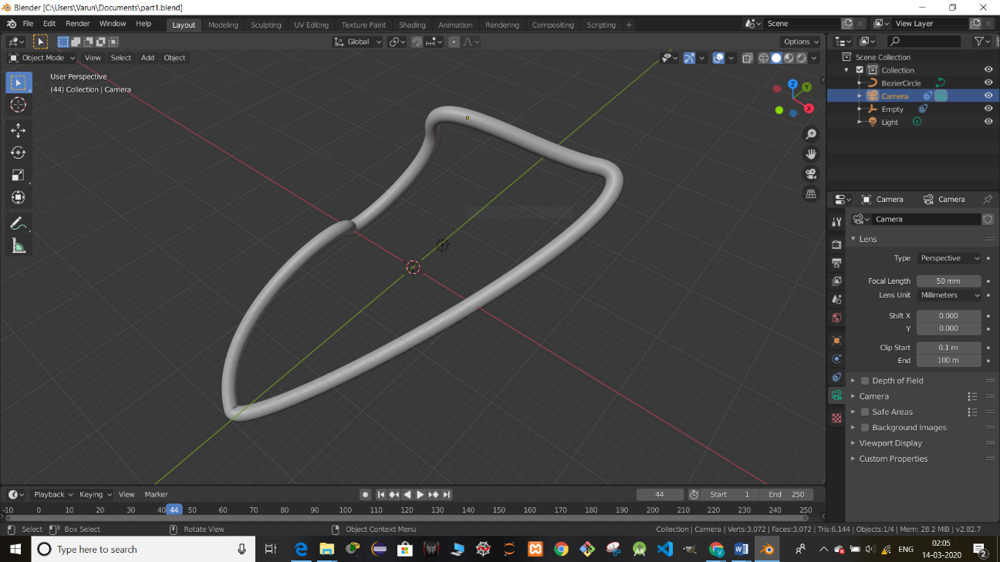 Blender [C:\Users\Varun\Documents\part1.blend]
File Edit Render Window Help Layout Modeling Sculpting UV Editing Texture Paint Shading Animation Rendering Compositing Scripting + Scene View Layer
Global Options
Object Mode View Select Add Object
User Perspective
(44) Collection | Camera
Z Y X
Scene Collection
Collection
BezierCircle
Camera
Empty
Light
Camera Camera
Camera
Lens
Type Perspective
Focal Length 50 mm
Lens Unit Millimeters
Shift X 0.000
Y 0.000
Clip Start 0.1 m
End 100 m
Depth of Field
Camera
Safe Areas
Background Images
Viewport Display
Custom Properties
Playback Keying View Marker 44 Start 1 End 250
-10 0 10 20 30 40 44 50 60 70 80 90 100 110 120 130 140 150 160 170 180 190 200 210 220 230 240 250
Select Box Select Rotate View Object Context Menu Collection | Camera | Verts:3,072 | Faces:3,072 | Tris:6,144 | Objects:1/4 | Mem: 28.2 MiB | v2.82.7
Type here to search ENG 02:05
14-03-2020 2